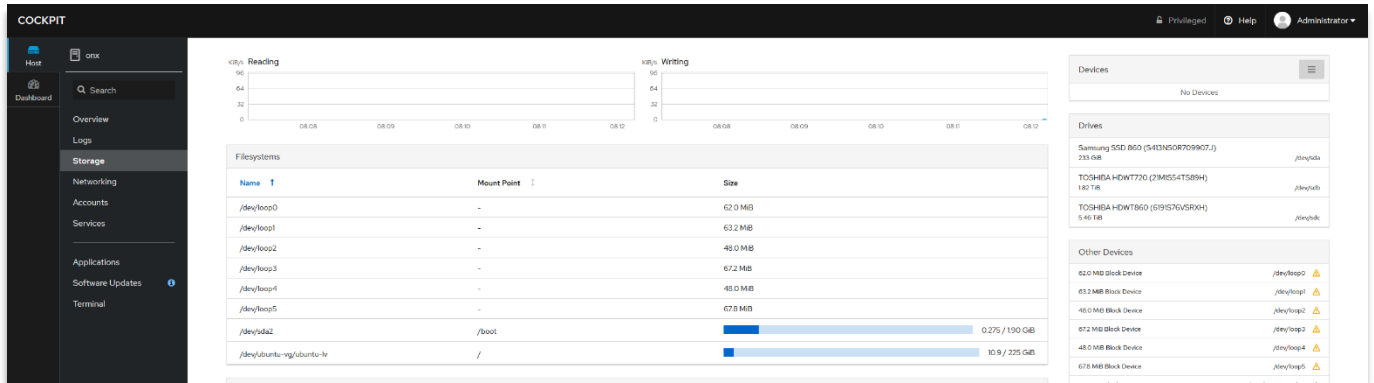 COCKPIT
Privileged Help Administrator
Host
Dashboard
onx
Search
Overview
Logs
Storage
Networking
Accounts
Services
Applications
Software Updates
Terminal
KiB/s Reading
96
64
32
0
08:08 08:09 08:10 08:11 08:12
KiB/s Writing
96
64
32
0
08:08 08:09 08:10 08:11 08:12
Filesystems
Name Mount Point Size
/dev/loop0 - 62.0 MiB
/dev/loop1 - 63.2 MiB
/dev/loop2 - 48.0 MiB
/dev/loop3 - 67.2 MiB
/dev/loop4 - 48.0 MiB
/dev/loop5 - 67.8 MiB
/dev/sda2 /boot 0.275 / 1.90 GiB
/dev/ubuntu-vg/ubuntu-lv / 10.9 / 225 GiB
Devices
No Devices
Drives
Samsung SSD 860 (S413NS0R709907J)
233 GiB /dev/sda
TOSHIBA HDWT720 (21M1S54TS89H)
1.82 TiB /dev/sdb
TOSHIBA HDWT860 (6191S76VSRXH)
5.46 TiB /dev/sdc
Other Devices
62.0 MiB Block Device /dev/loop0
63.2 MiB Block Device /dev/loop1
48.0 MiB Block Device /dev/loop2
67.2 MiB Block Device /dev/loop3
48.0 MiB Block Device /dev/loop4
67.8 MiB Block Device /dev/loop5